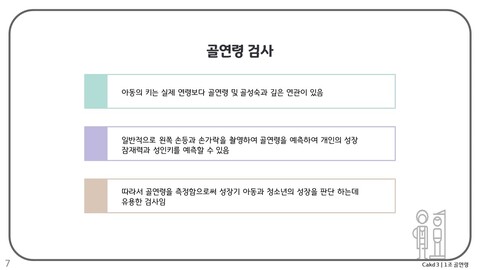 골연령 검사
아동의 키는 실제 연령보다 골연령 및 골성숙과 깊은 연관이 있음
일반적으로 왼쪽 손등과 손가락을 촬영하여 골연령을 예측하여 개인의 성장
잠재력과 성인키를 예측할 수 있음
따라서 골연령을 측정함으로써 성장기 아동과 청소년의 성장을 판단 하는데
유용한 검사임
7
Cakd 3 | 1조 골연령